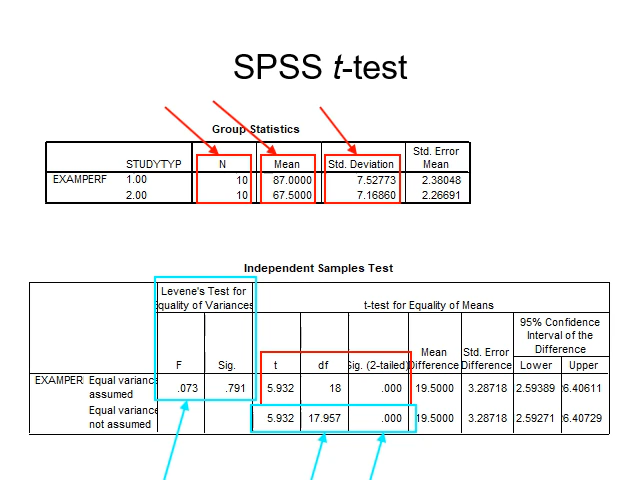 SPSS t-test
Group Statistics
STUDYTYP N Mean Std. Deviation Std. Error Mean
EXAMPERF 1.00 10 87.0000 7.52773 2.38048
2.00 10 67.5000 7.16860 2.26691
Independent Samples Test
Levene's Test for
quality of Variances t-test for Equality of Means
95% Confidence
Interval of the
Mean Std. Error Difference
F Sig. t df Sig. (2-tailed) Difference Difference Lower Upper
EXAMPER Equal variance
assumed .073 .791 5.932 18 .000 19.5000 3.28718 2.59389 26.40611
Equal variance
not assumed 5.932 17.957 .000 19.5000 3.28718 2.59271 26.40729